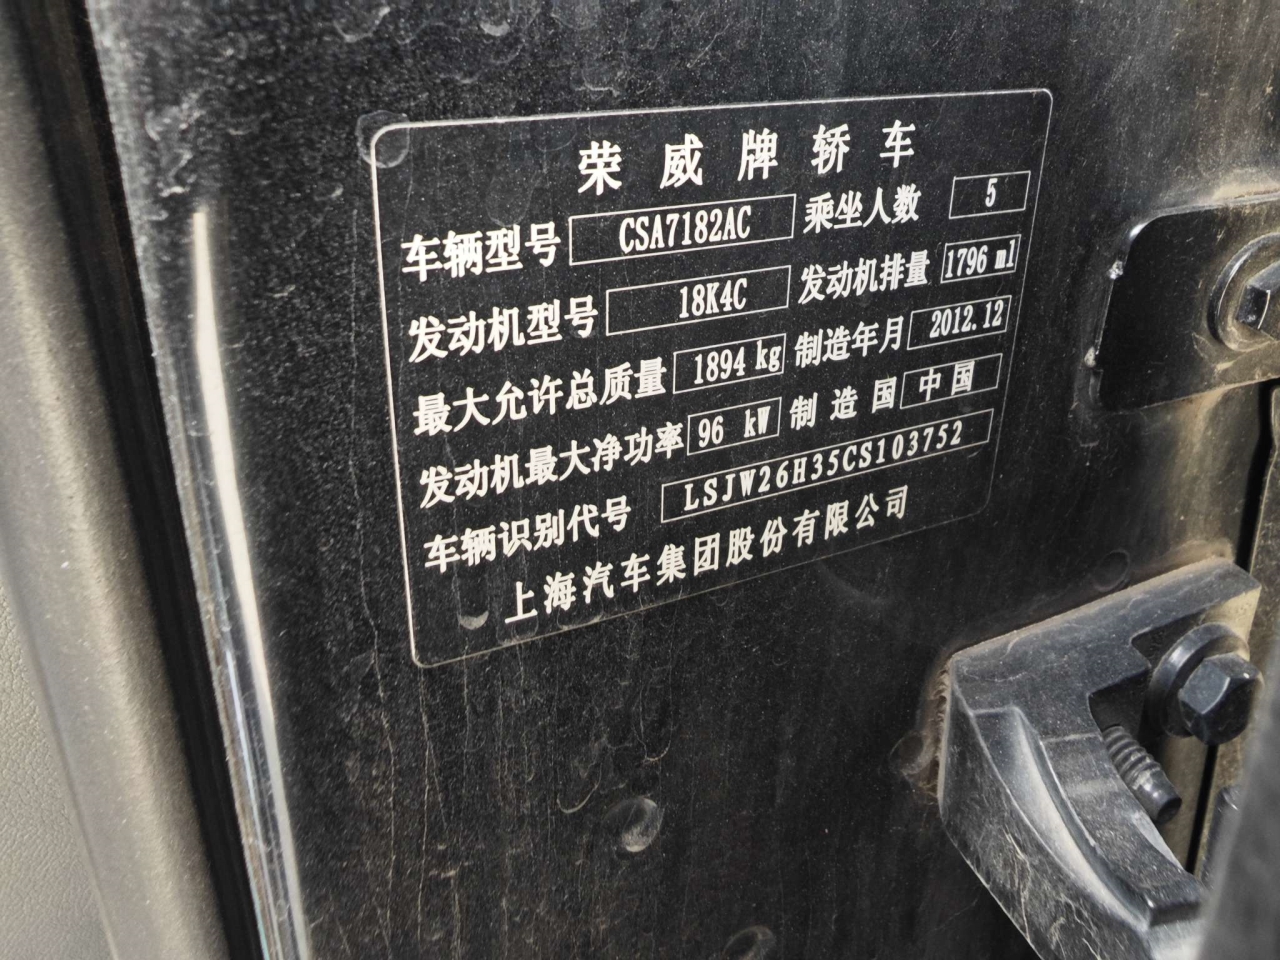 荣威牌轿车
车辆型号 CSA7182AC 乘坐人数 5
发动机型号 18K4C 发动机排量 1796 ml
最大允许总质量 1894 kg 制造年月 2012.12
发动机最大净功率 96 kW 制造国 中国
车辆识别代号 LSJW26H35CS103752
上海汽车集团股份有限公司